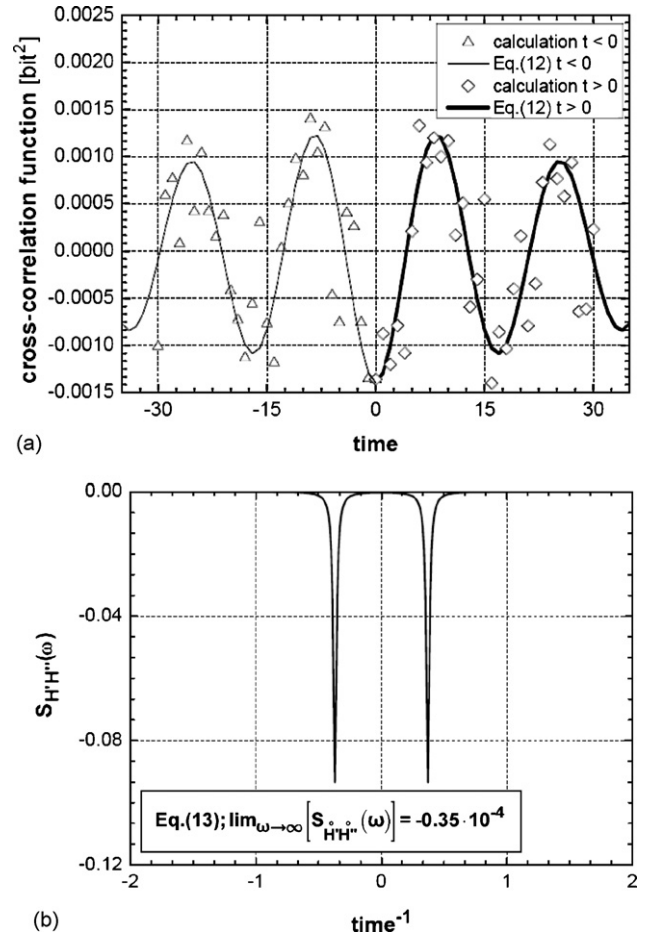 0.0025
0.0020
0.0015
0.0010
0.0005
0.0000
-0.0005
-0.0010
-0.0015
cross-correlation function [bit²]
calculation t < 0
Eq.(12) t < 0
calculation t > 0
Eq.(12) t > 0
-30 -15 0 15 30
(a)
time
0.00
-0.04
-0.08
-0.12
S_{H'H''}(ω)
Eq.(13); lim_{ω→∞} [S_{H̊'H̊''}(ω)] = -0.35·10⁻⁴
-2 -1 0 1 2
(b)
time⁻¹